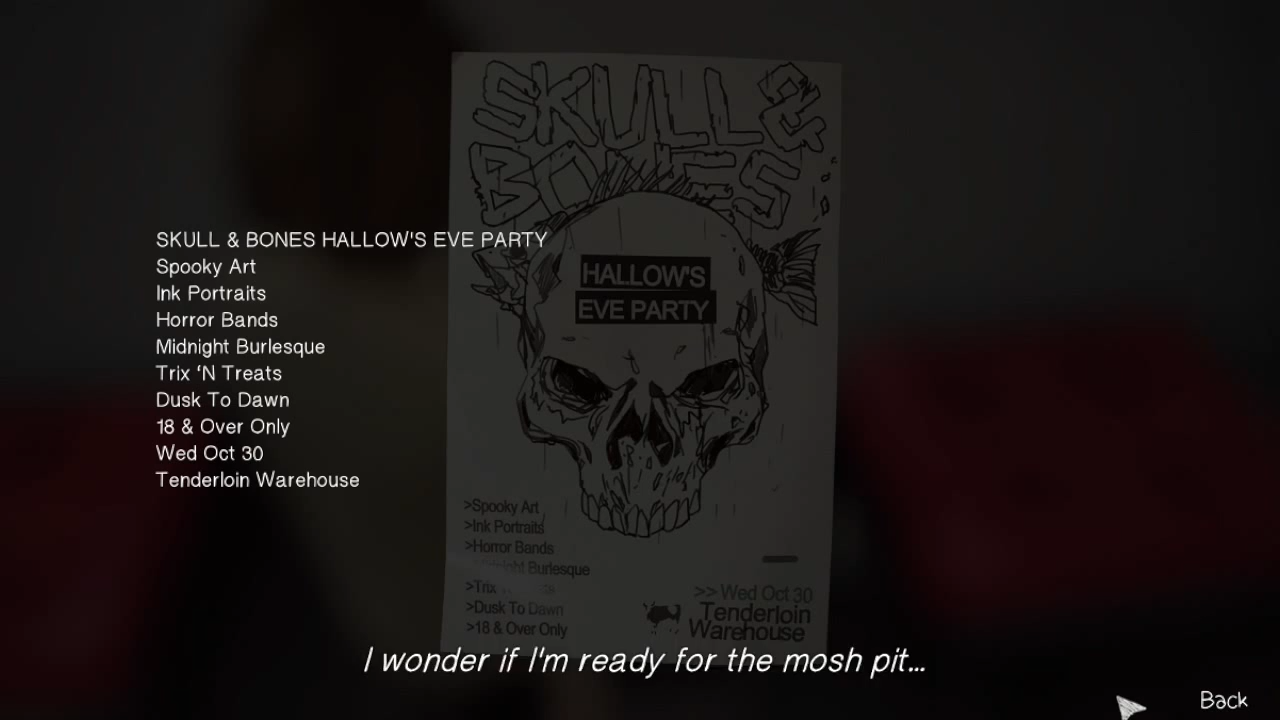 SKULL &
BONES
HALLOW'S
EVE PARTY
SKULL & BONES HALLOW'S EVE PARTY
Spooky Art
Ink Portraits
Horror Bands
Midnight Burlesque
Trix ‘N Treats
Dusk To Dawn
18 & Over Only
Wed Oct 30
Tenderloin Warehouse
>Spooky Art
>Ink Portraits
>Horror Bands
Burlesque
>Trix
>Dusk To Dawn
>18 & Over Only
>> Wed Oct 30
Tenderloin
Warehouse
I wonder if I'm ready for the mosh pit...
Back